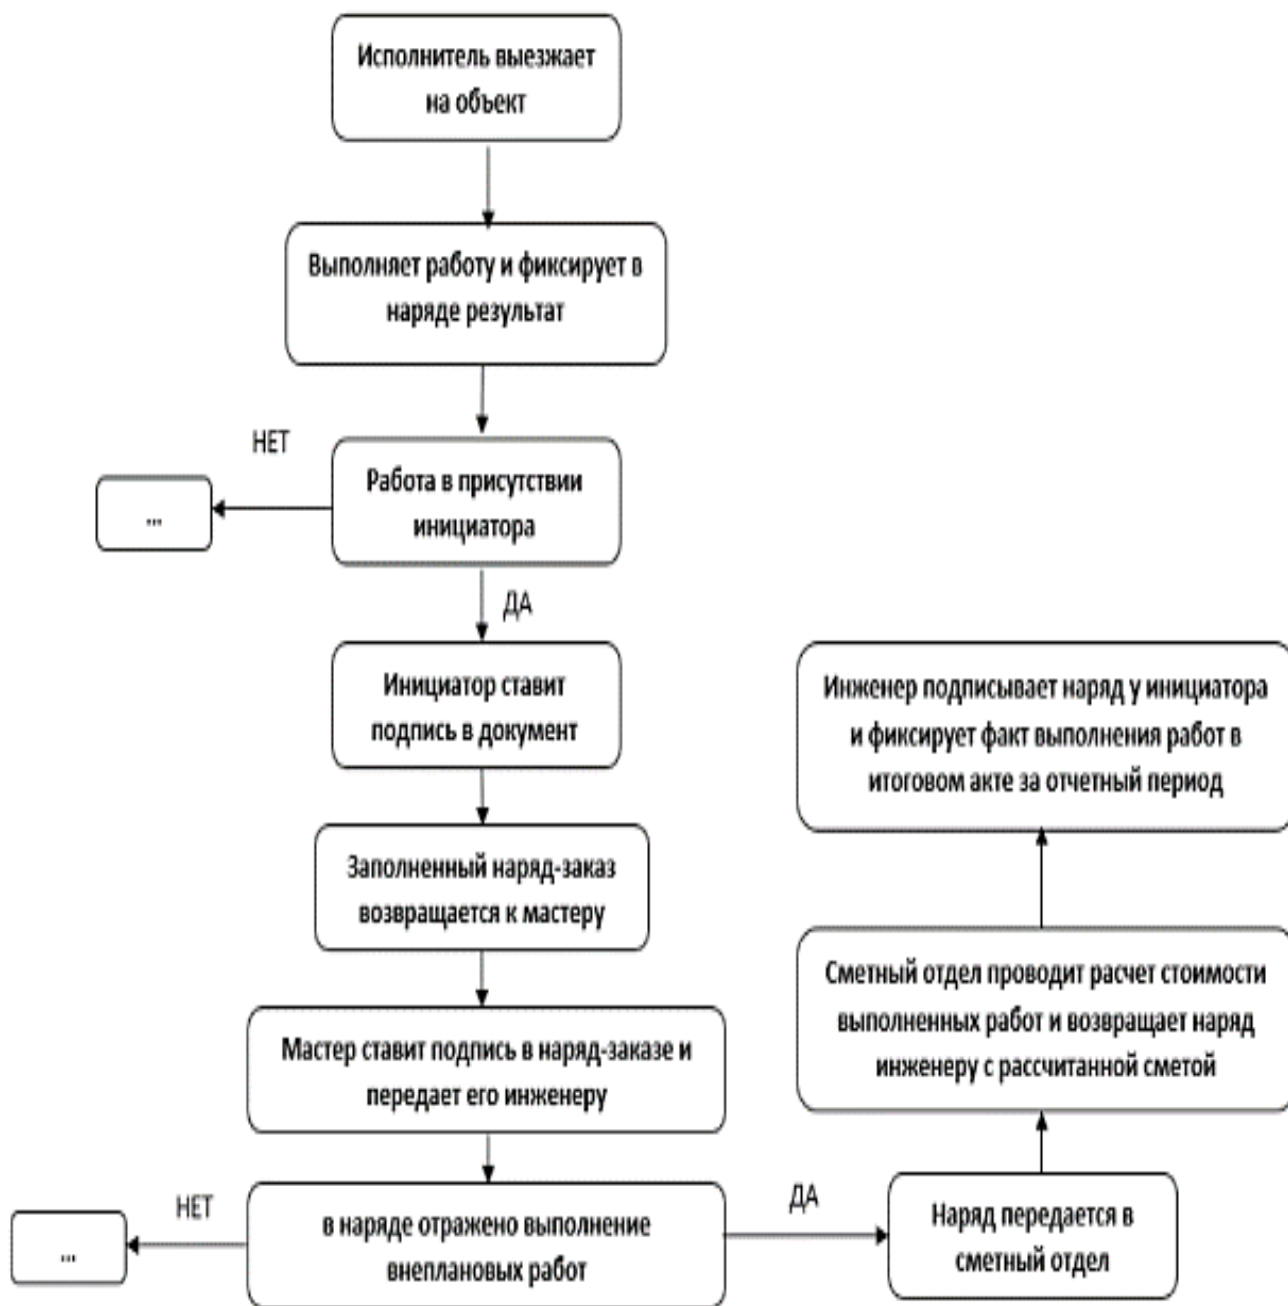 Исполнитель выезжает
на объект
Выполняет работу и фиксирует в
наряде результат
НЕТ
Работа в присутствии
инициатора
...
ДА
Инициатор ставит
подпись в документ
Заполненный наряд-заказ
возвращается к мастеру
Мастер ставит подпись в наряд-заказе и
передает его инженеру
НЕТ
в наряде отражено выполнение
внеплановых работ
...
ДА
Наряд передается в
сметный отдел
Сметный отдел проводит расчет стоимости
выполненных работ и возвращает наряд
инженеру с рассчитанной сметой
Инженер подписывает наряд у инициатора
и фиксирует факт выполнения работ в
итоговом акте за отчетный период